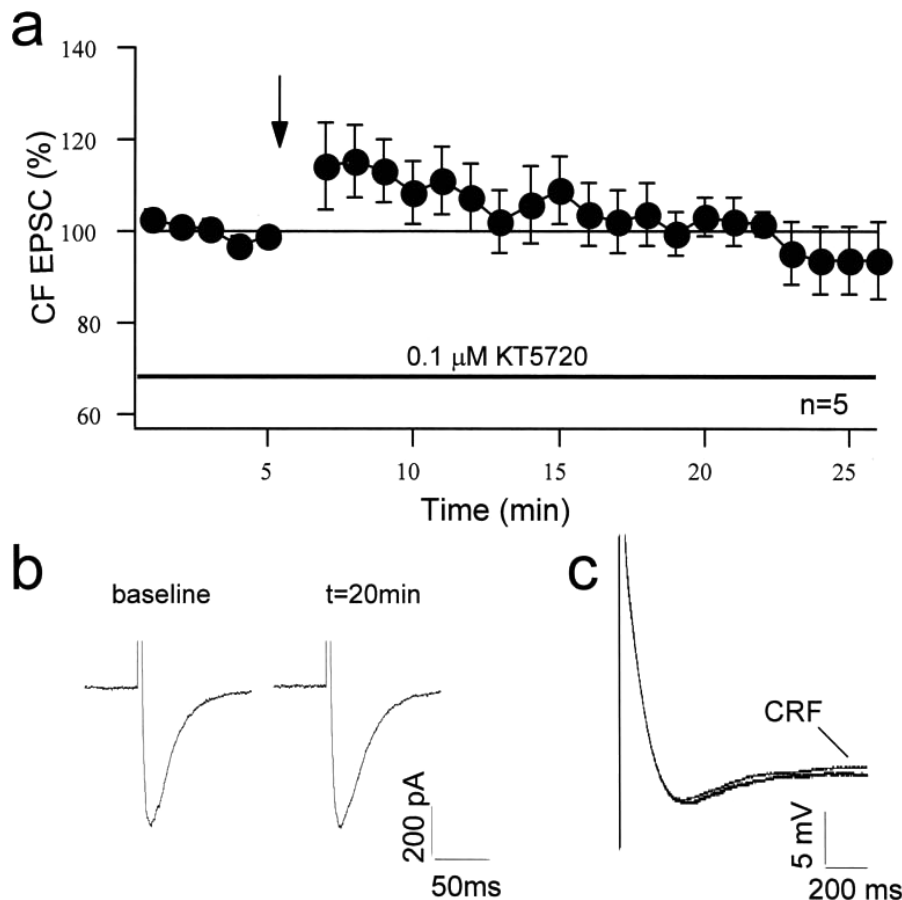 a
CF EPSC (%)
140
120
100
80
60
0.1 μM KT5720
n=5
5 10 15 20 25
Time (min)
b
baseline t=20min
200 pA
50ms
c
CRF
5 mV
200 ms